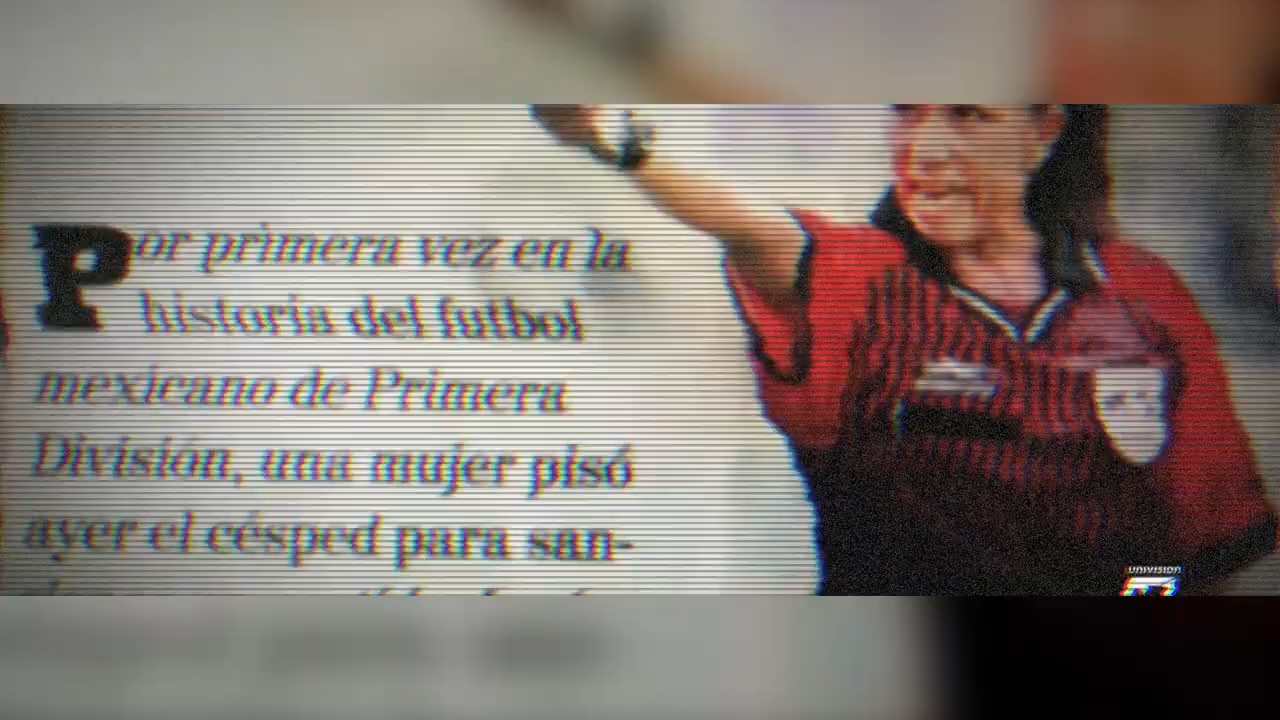 Por primera vez en la
historia del futbol
mexicano de Primera
División, una mujer pisó
ayer el césped para san-
UNIVISION